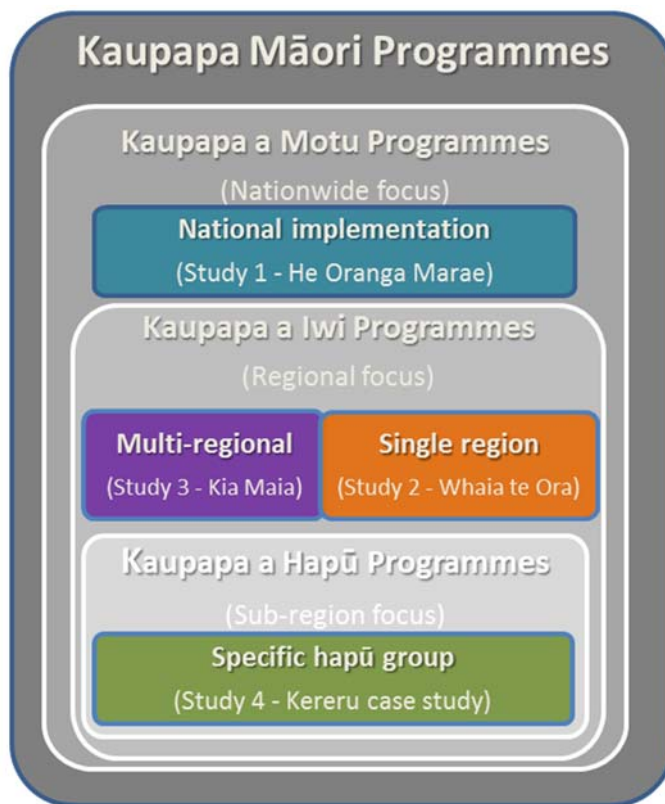 Kaupapa Māori Programmes
Kaupapa a Motu Programmes
(Nationwide focus)
National implementation
(Study 1 - He Oranga Marae)
Kaupapa a Iwi Programmes
(Regional focus)
Multi-regional
(Study 3 - Kia Maia)
Single region
(Study 2 - Whaia te Ora)
Kaupapa a Hapū Programmes
(Sub-region focus)
Specific hapū group
(Study 4 - Kereru case study)